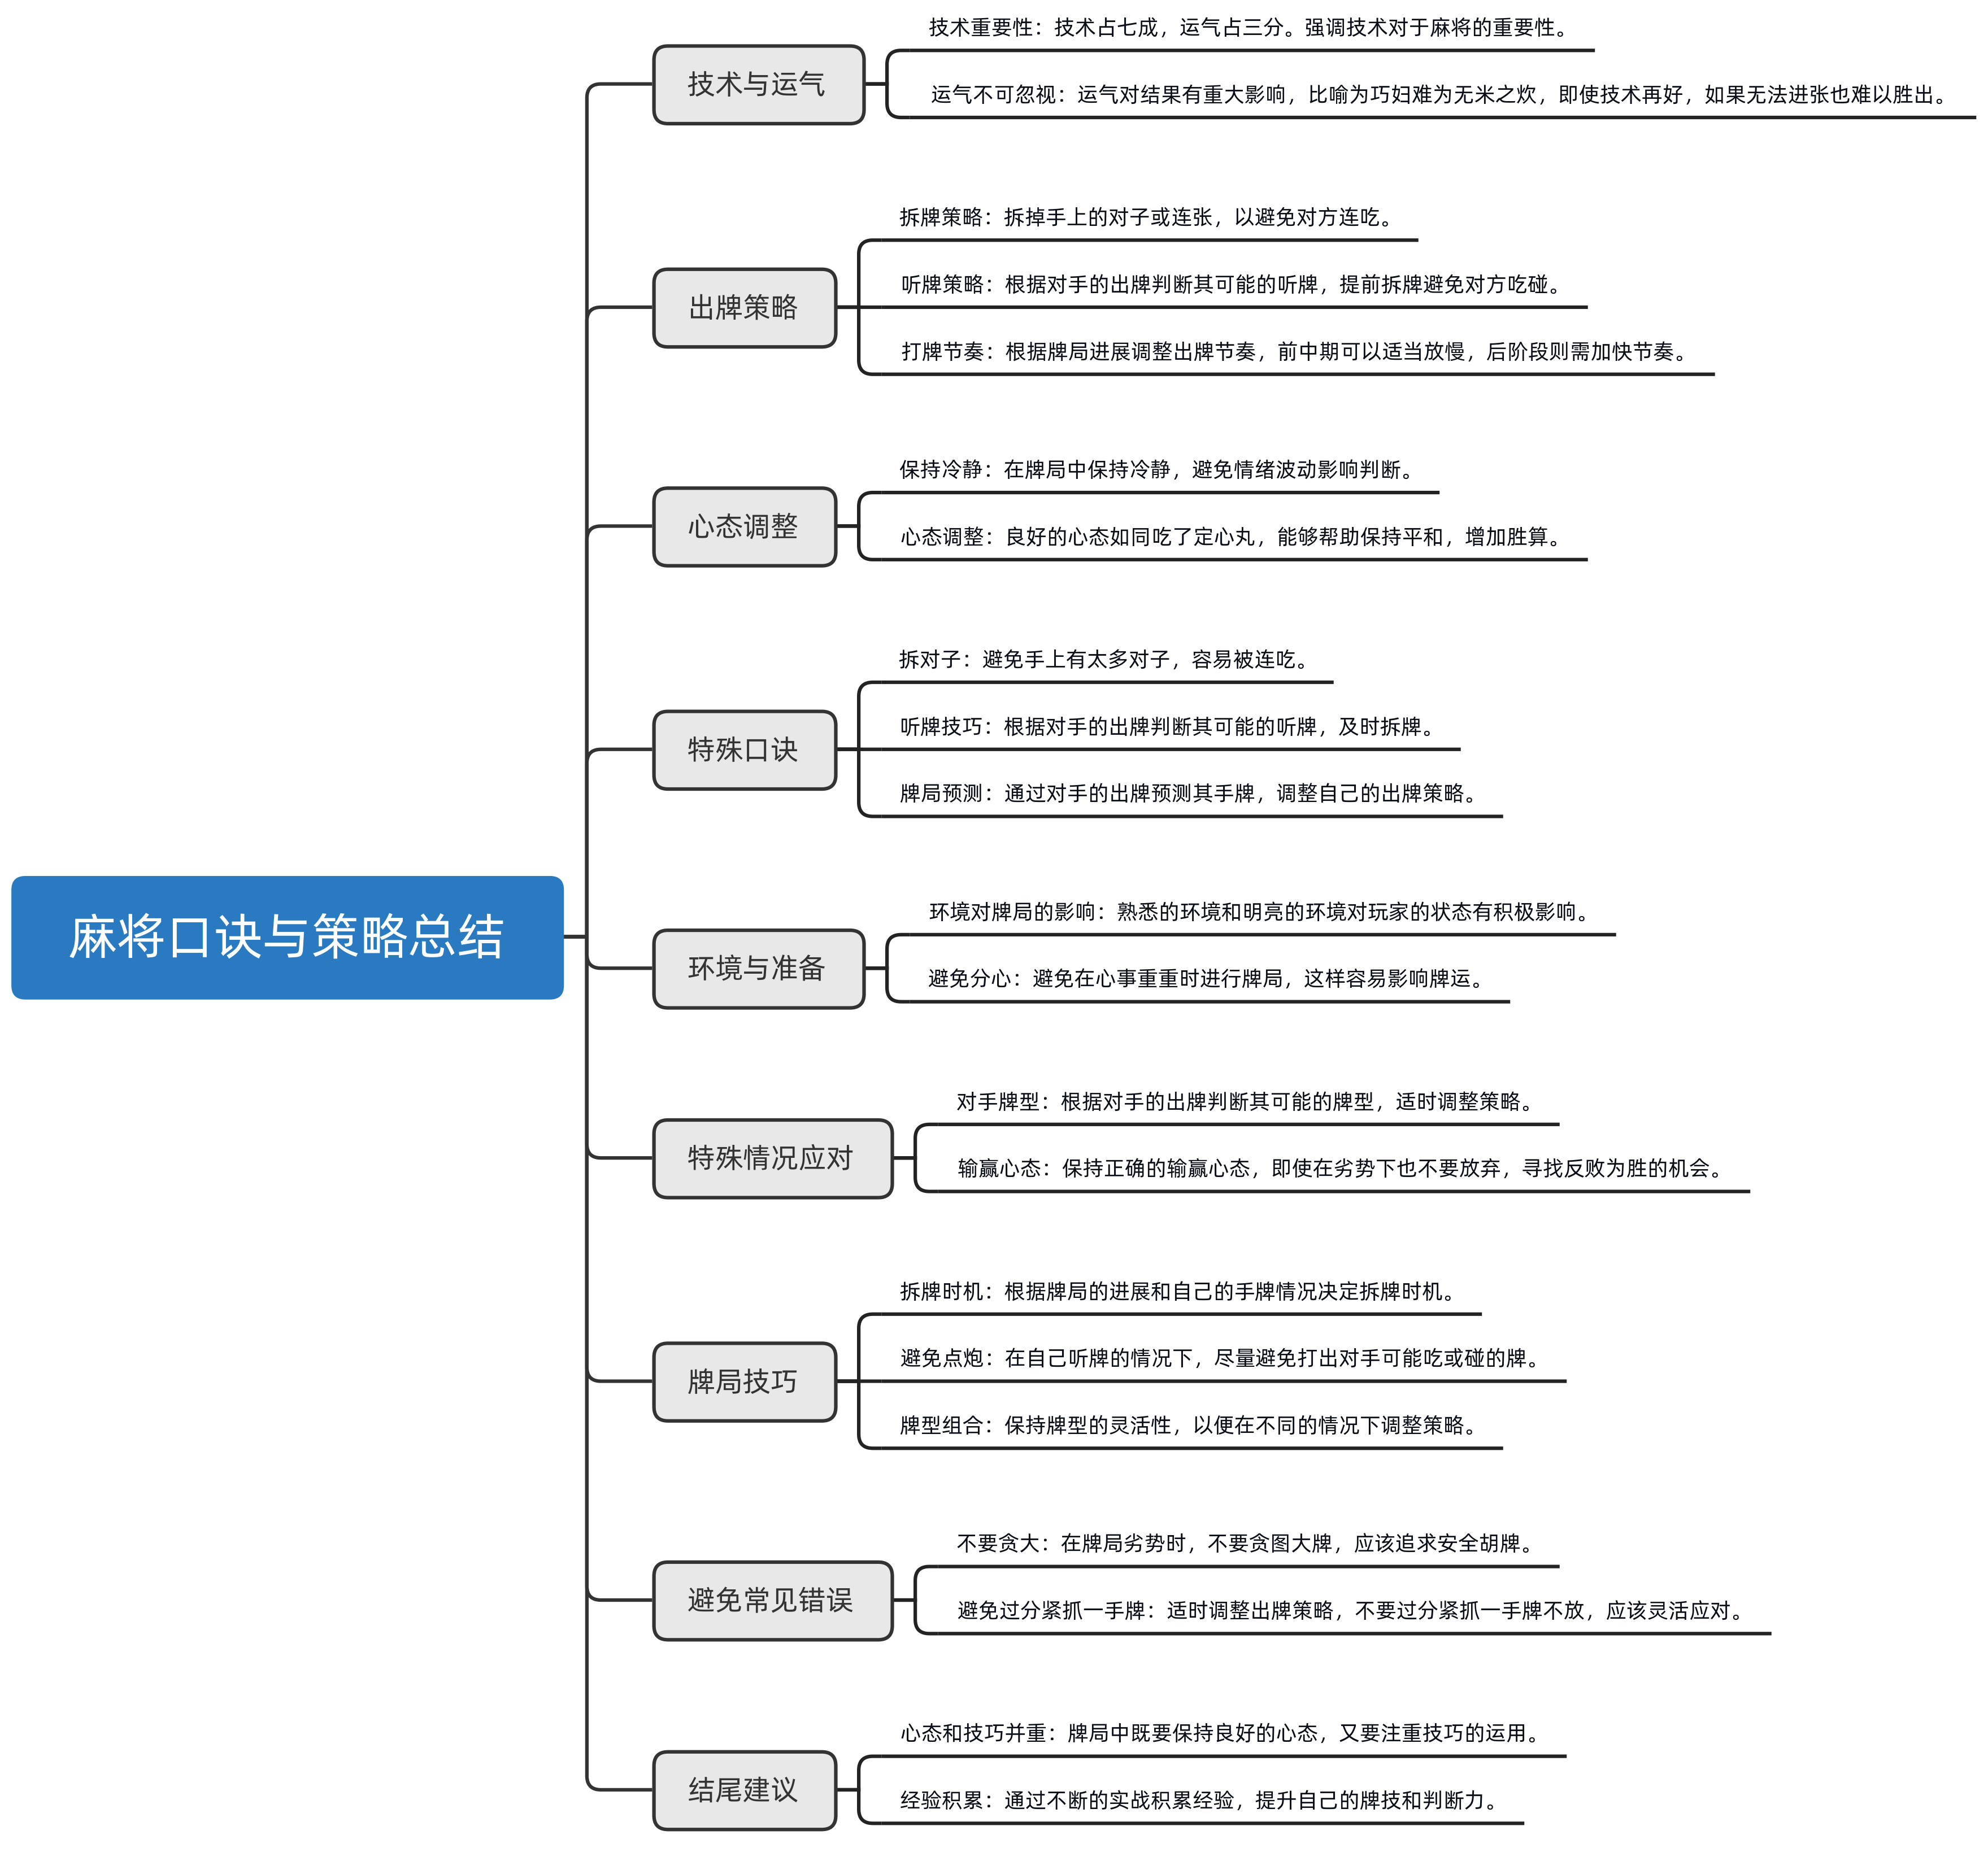 麻将口诀与策略总结
技术与运气
技术重要性：技术占七成，运气占三分。强调技术对于麻将的重要性。
运气不可忽视：运气对结果有重大影响，比喻为巧妇难为无米之炊，即使技术再好，如果无法进张也难以胜出。
出牌策略
拆牌策略：拆掉手上的对子或连张，以避免对方连吃。
听牌策略：根据对手的出牌判断其可能的听牌，提前拆牌避免对方吃碰。
打牌节奏：根据牌局进展调整出牌节奏，前中期可以适当放慢，后阶段则需加快节奏。
心态调整
保持冷静：在牌局中保持冷静，避免情绪波动影响判断。
心态调整：良好的心态如同吃了定心丸，能够帮助保持平和，增加胜算。
特殊口诀
拆对子：避免手上有太多对子，容易被连吃。
听牌技巧：根据对手的出牌判断其可能的听牌，及时拆牌。
牌局预测：通过对手的出牌预测其手牌，调整自己的出牌策略。
环境与准备
环境对牌局的影响：熟悉的环境和明亮的环境对玩家的状态有积极影响。
避免分心：避免在心事重重时进行牌局，这样容易影响牌运。
特殊情况应对
对手牌型：根据对手的出牌判断其可能的牌型，适时调整策略。
输赢心态：保持正确的输赢心态，即使在劣势下也不要放弃，寻找反败为胜的机会。
牌局技巧
拆牌时机：根据牌局的进展和自己的手牌情况决定拆牌时机。
避免点炮：在自己听牌的情况下，尽量避免打出对手可能吃或碰的牌。
牌型组合：保持牌型的灵活性，以便在不同的情况下调整策略。
避免常见错误
不要贪大：在牌局劣势时，不要贪图大牌，应该追求安全胡牌。
避免过分紧抓一手牌：适时调整出牌策略，不要过分紧抓一手牌不放，应该灵活应对。
结尾建议
心态和技巧并重：牌局中既要保持良好的心态，又要注重技巧的运用。
经验积累：通过不断的实战积累经验，提升自己的牌技和判断力。